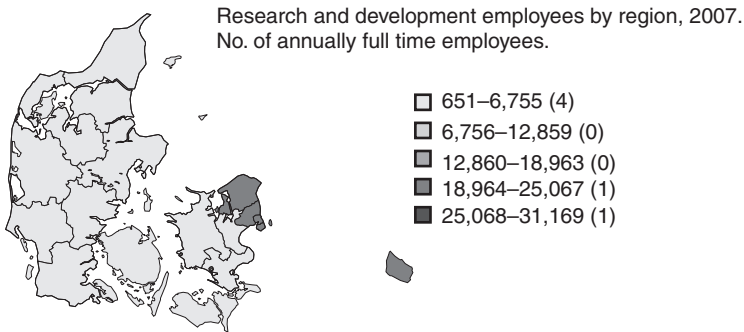 Research and development employees by region, 2007.
No. of annually full time employees.
651–6,755 (4)
6,756–12,859 (0)
12,860–18,963 (0)
18,964–25,067 (1)
25,068–31,169 (1)